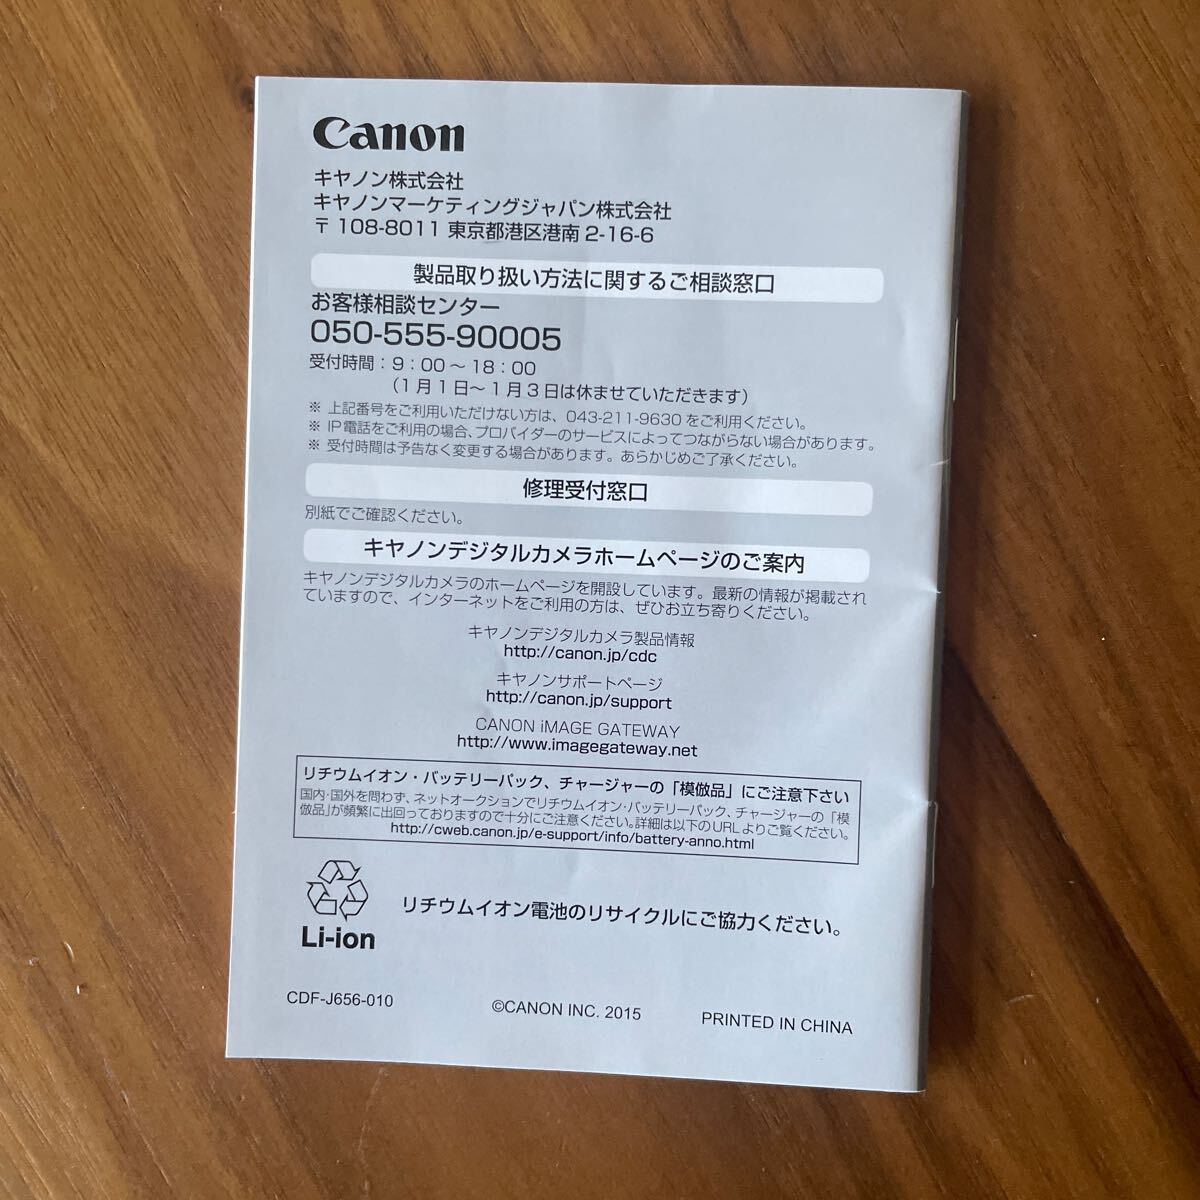 Canon
キヤノン株式会社
キヤノンマーケティングジャパン株式会社
〒108-8011 東京都港区港南2-16-6
製品取り扱い方法に関するご相談窓口
お客様相談センター
050-555-90005
受付時間：9：00～18：00
（1月1日～1月3日は休ませていただきます）
※ 上記番号をご利用いただけない方は、043-211-9630をご利用ください。
※ IP電話をご利用の場合、プロバイダーのサービスによってつながらない場合があります。
※ 受付時間は予告なく変更する場合があります。あらかじめご了承ください。
修理受付窓口
別紙でご確認ください。
キヤノンデジタルカメラホームページのご案内
キヤノンデジタルカメラのホームページを開設しています。最新の情報が掲載され
ていますので、インターネットをご利用の方は、ぜひお立ち寄りください。
キヤノンデジタルカメラ製品情報
http://canon.jp/cdc
キヤノンサポートページ
http://canon.jp/support
CANON iMAGE GATEWAY
http://www.imagegateway.net
リチウムイオン・バッテリーパック、チャージャーの「模倣品」にご注意下さい
国内・国外を問わず、ネットオークションでリチウムイオン・バッテリーパック、チャージャーの「模
倣品」が頻繁に出回っておりますので十分にご注意ください。詳細は以下のURLよりご覧ください。
http://cweb.canon.jp/e-support/info/battery-anno.html
リチウムイオン電池のリサイクルにご協力ください。
Li-ion
CDF-J656-010
©CANON INC. 2015
PRINTED IN CHINA